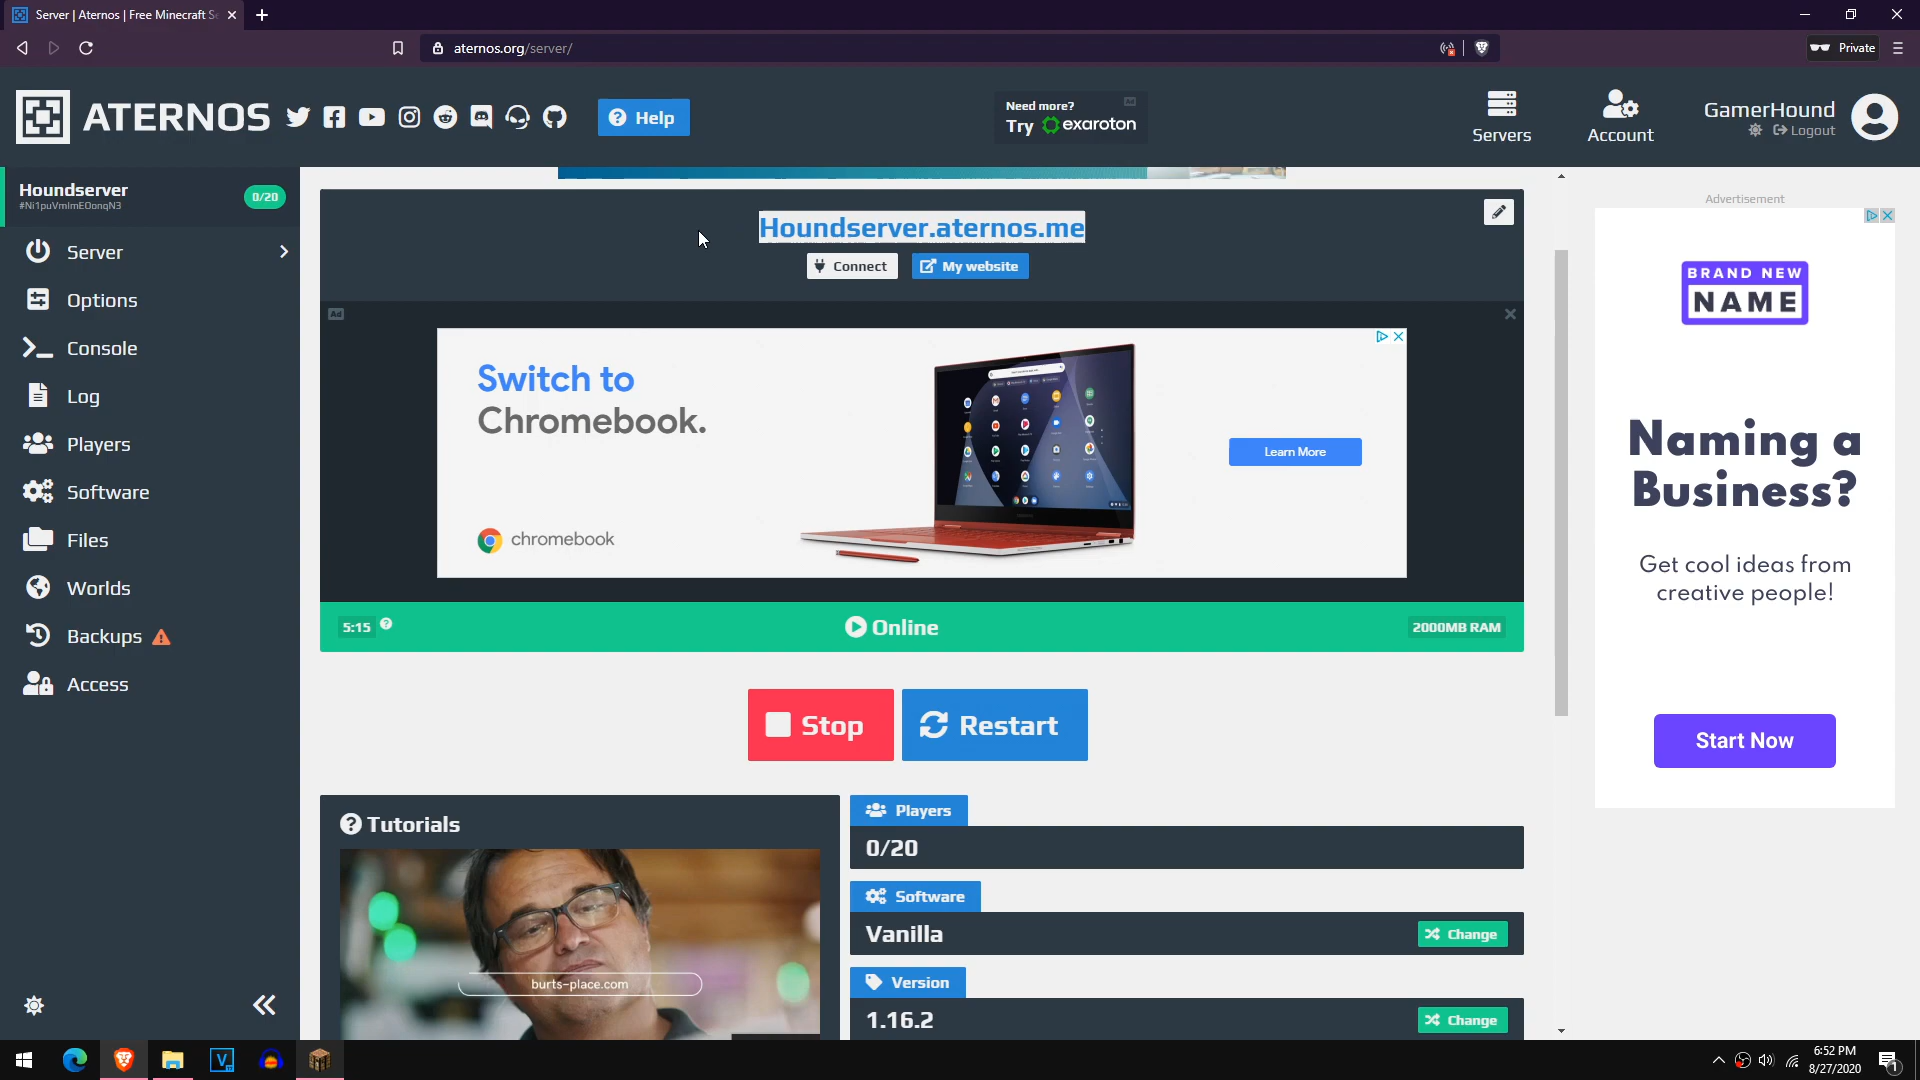 Server | Aternos | Free Minecraft S
aternos.org/server/
Private
ATERNOS
Help
Need more?
Ad
Try exaroton
Servers
Account
GamerHound
Logout
Houndserver
0/20
Server
Options
Console
Log
Players
Software
Files
Worlds
Backups
Access
Houndserver.aternos.me
Connect
My website
Ad
Switch to
Chromebook.
Learn More
chromebook
5:15
Online
2000MB RAM
Stop
Restart
Tutorials
burts-place.com
Players
0/20
Software
Vanilla
Change
Version
1.16.2
Change
Advertisement
BRAND NEW
NAME
Naming a
Business?
Get cool ideas from
creative people!
Start Now
6:52 PM
8/27/2020
1